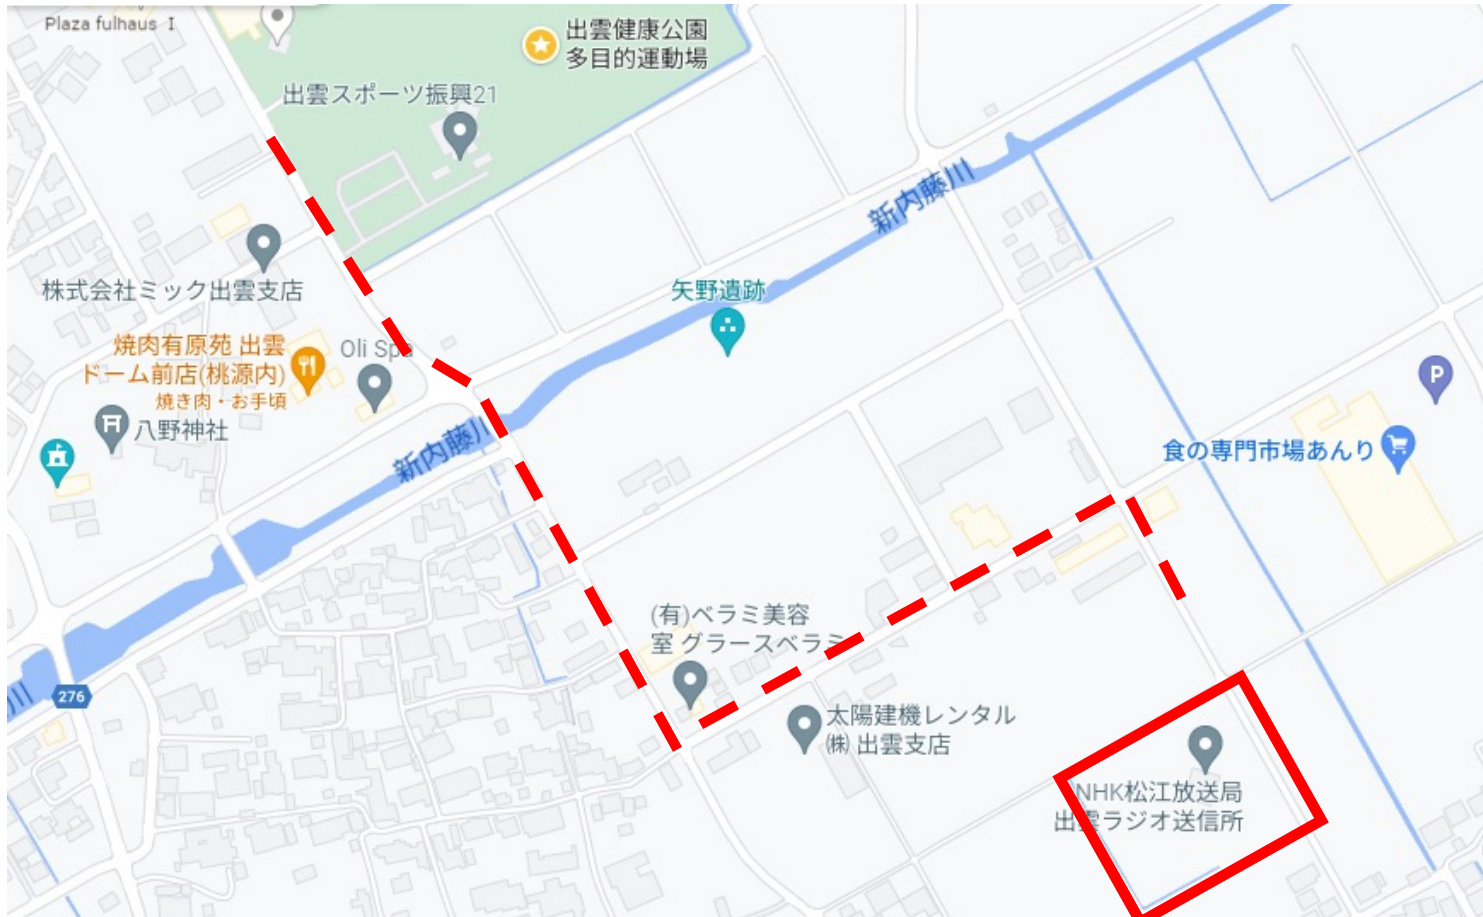 Plaza fulhaus Ⅰ
出雲健康公園
多目的運動場
出雲スポーツ振興21
新内藤川
株式会社ミック出雲支店
矢野遺跡
焼肉有原苑 出雲
ドーム前店(桃源内)
焼き肉・お手頃
Oli Spa
八野神社
新内藤川
食の専門市場あんり
P
(有)ベラミ美容
室 グラースベラミ
276
川
太陽建機レンタル
㈱ 出雲支店
NHK松江放送局
出雲ラジオ送信所